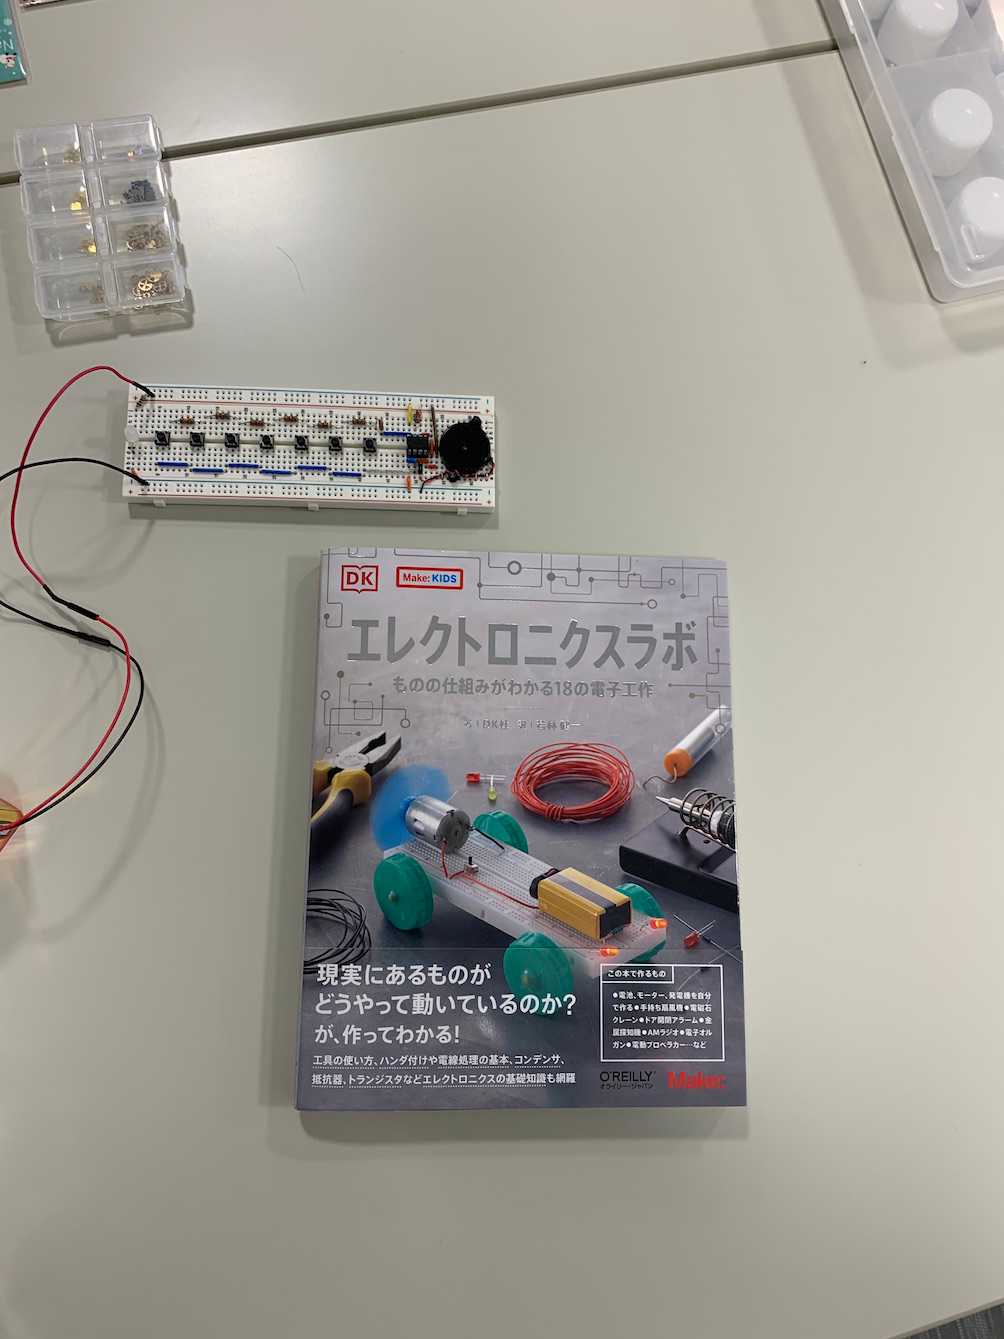 DK
Make: KIDS
エレクトロニクスラボ
ものの仕組みがわかる18の電子工作
現実にあるものが
どうやって動いているのか?
が、作ってわかる!
工具の使い方、ハンダ付けや電線処理の基本、コンデンサ、
抵抗器、トランジスタなどエレクトロニクスの基礎知識も網羅
この本で作るもの
●電池、モーター、発電機を自分
で作る●手持ち扇風機●電磁石
クレーン●ドア開閉アラーム●金
属探知機●AMラジオ●電子オル
ガン●電動プロペラカー…など
O'REILLY
オライリー・ジャパン
Make: